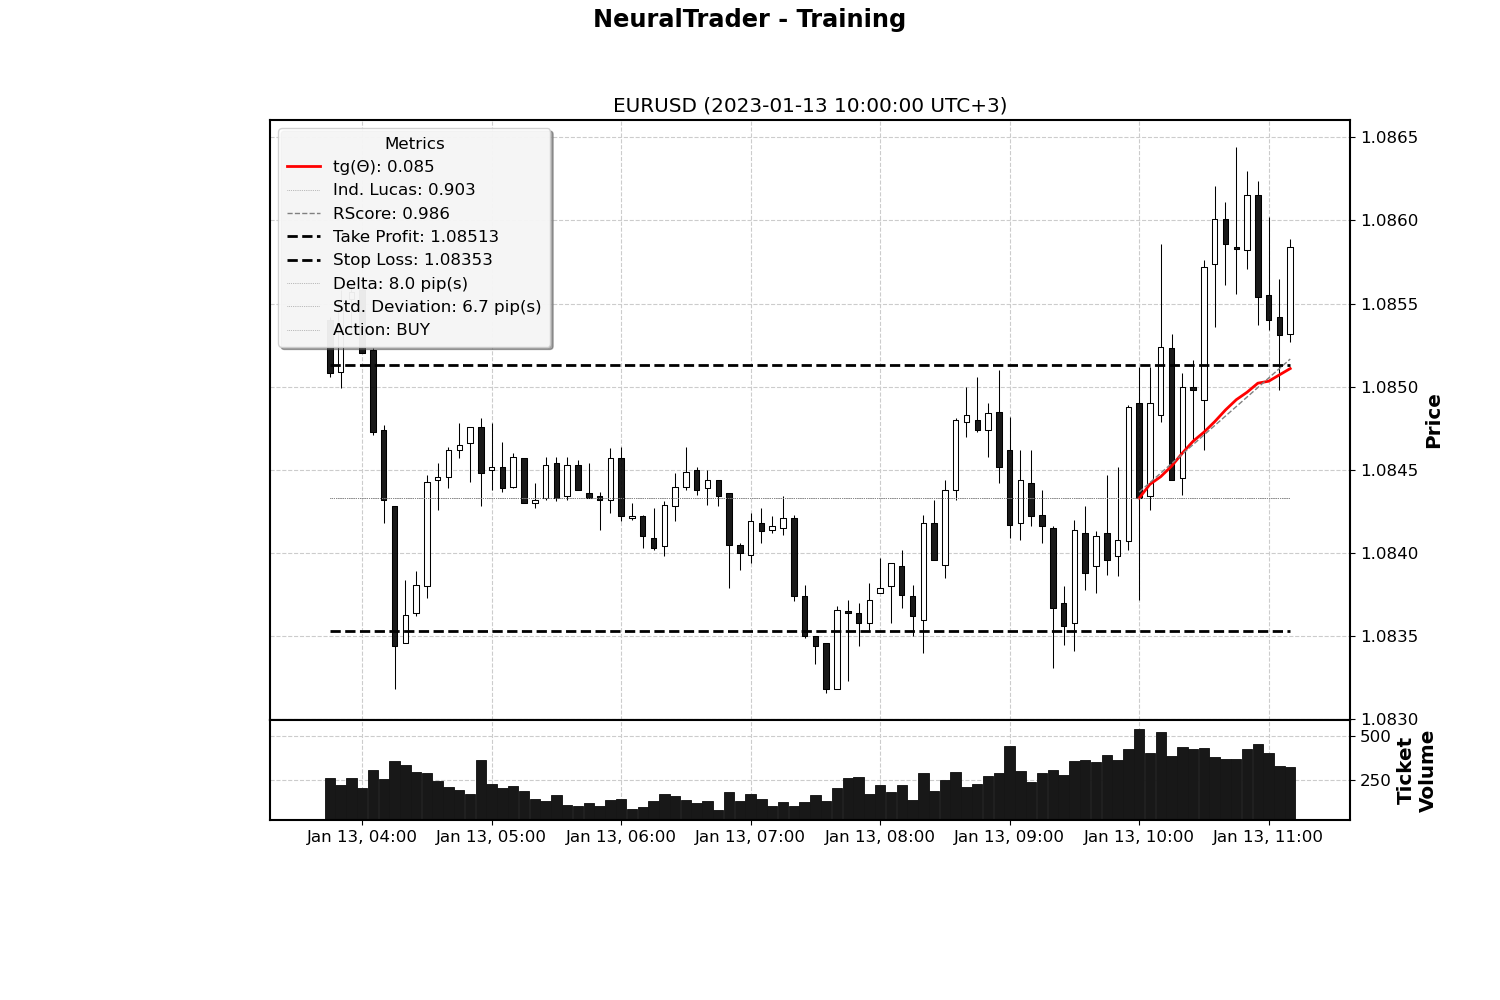 NeuralTrader - Training
EURUSD (2023-01-13 10:00:00 UTC+3)
Metrics
tg(Θ): 0.085
Ind. Lucas: 0.903
RScore: 0.986
Take Profit: 1.08513
Stop Loss: 1.08353
Delta: 8.0 pip(s)
Std. Deviation: 6.7 pip(s)
Action: BUY
1.0865
1.0860
1.0855
1.0850
1.0845
1.0840
1.0835
1.0830
Price
500
250
Ticket
Volume
Jan 13, 04:00
Jan 13, 05:00
Jan 13, 06:00
Jan 13, 07:00
Jan 13, 08:00
Jan 13, 09:00
Jan 13, 10:00
Jan 13, 11:00